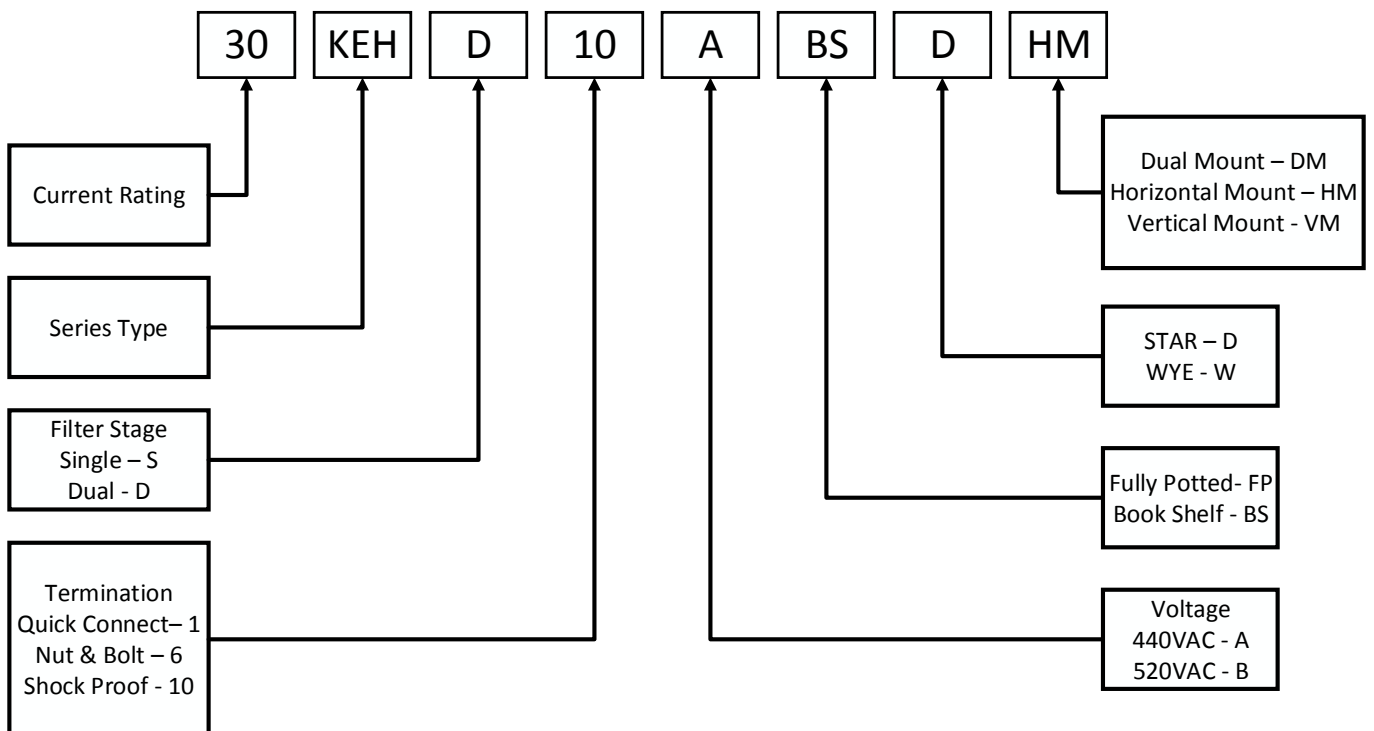 30 KEH D 10 A BS D HM
Current Rating
Series Type
Filter Stage
Single – S
Dual - D
Termination
Quick Connect– 1
Nut & Bolt – 6
Shock Proof - 10
Dual Mount – DM
Horizontal Mount – HM
Vertical Mount - VM
STAR – D
WYE - W
Fully Potted- FP
Book Shelf - BS
Voltage
440VAC - A
520VAC - B